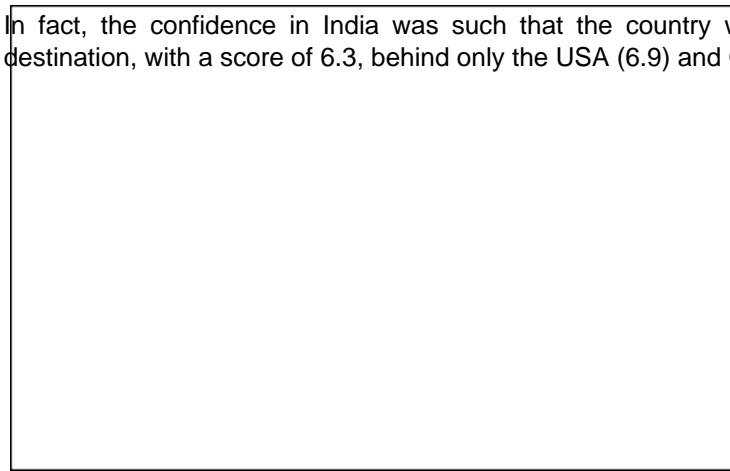 In fact, the confidence in India was such that the country
destination, with a score of 6.3, behind only the USA (6.9) and